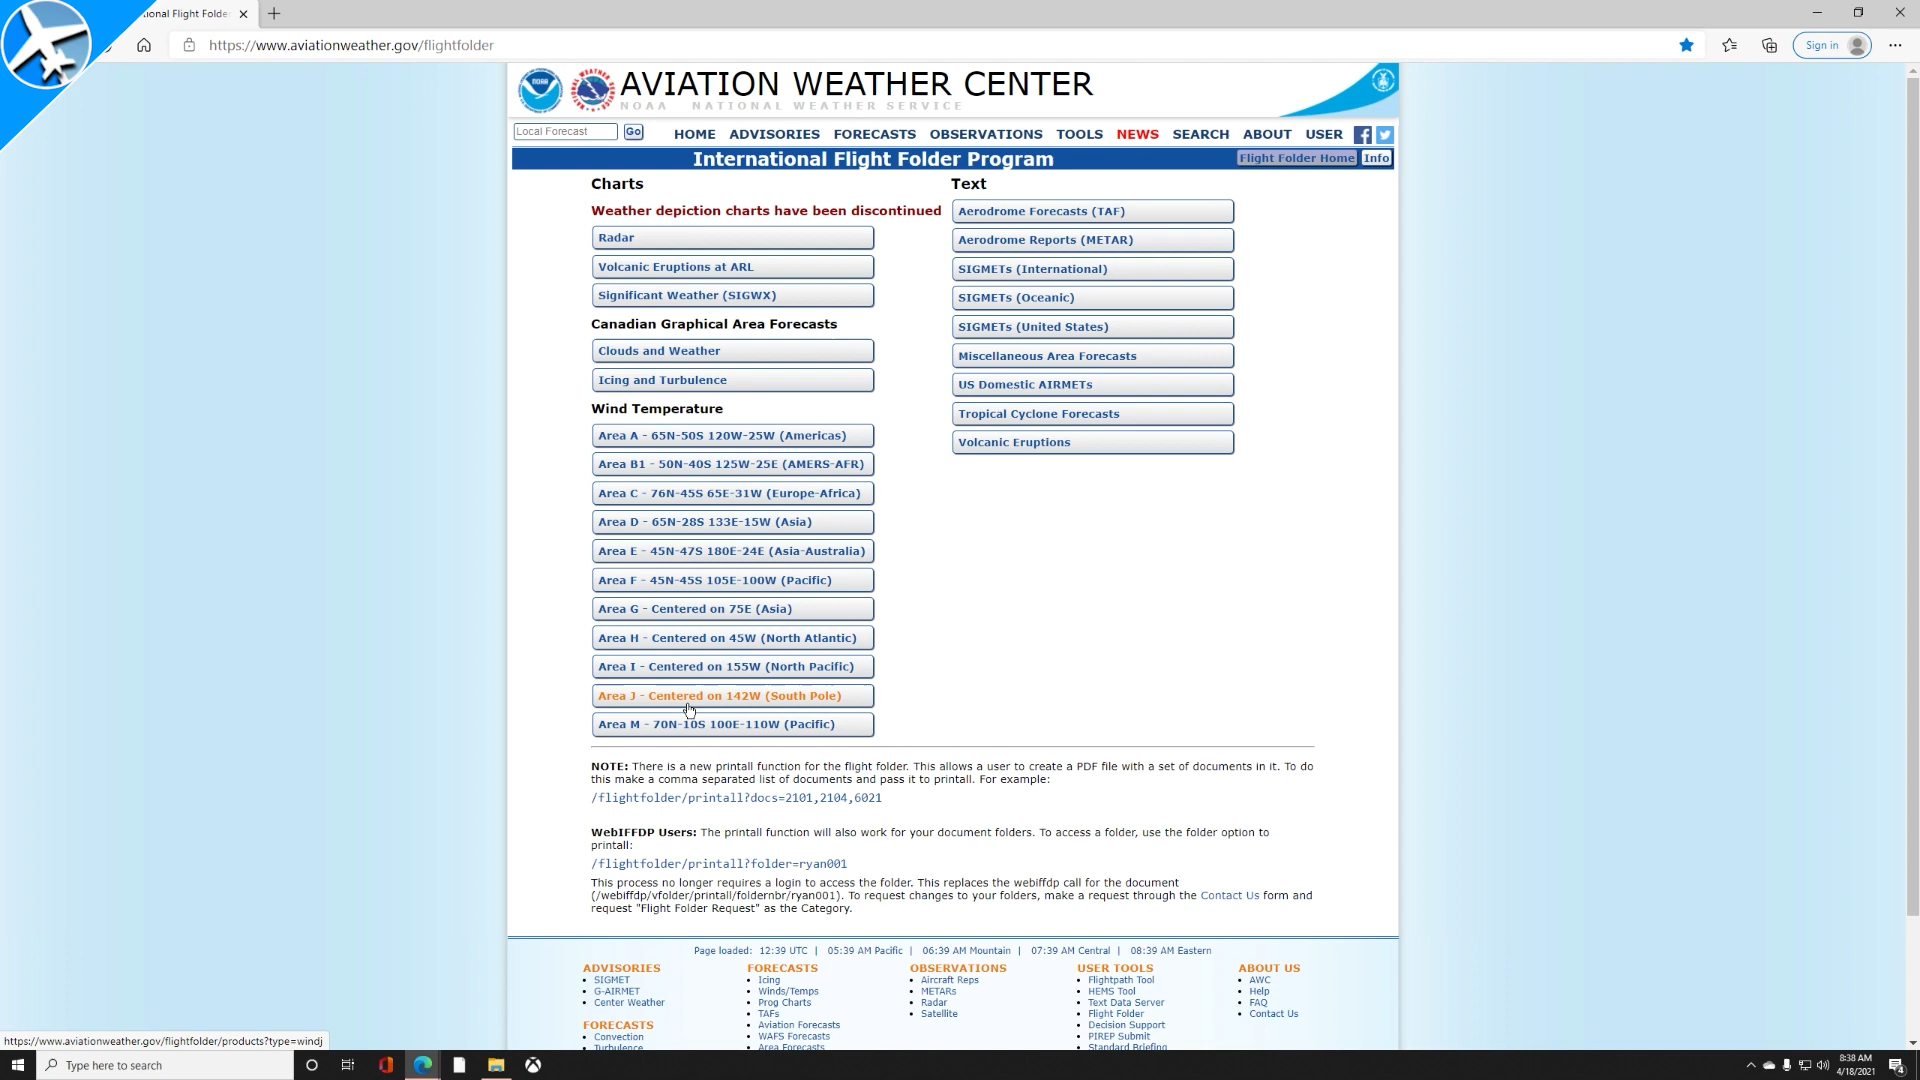 ional Flight Folde
https://www.aviationweather.gov/flightfolder
Sign in
AVIATION WEATHER CENTER
NOAA NATIONAL WEATHER SERVICE
Local Forecast
Go
HOME ADVISORIES FORECASTS OBSERVATIONS TOOLS NEWS SEARCH ABOUT USER
International Flight Folder Program
Flight Folder Home Info
Charts
Weather depiction charts have been discontinued
Radar
Volcanic Eruptions at ARL
Significant Weather (SIGWX)
Canadian Graphical Area Forecasts
Clouds and Weather
Icing and Turbulence
Wind Temperature
Area A - 65N-50S 120W-25W (Americas)
Area B1 - 50N-40S 125W-25E (AMERS-AFR)
Area C - 76N-45S 65E-31W (Europe-Africa)
Area D - 65N-28S 133E-15W (Asia)
Area E - 45N-47S 180E-24E (Asia-Australia)
Area F - 45N-45S 105E-100W (Pacific)
Area G - Centered on 75E (Asia)
Area H - Centered on 45W (North Atlantic)
Area I - Centered on 155W (North Pacific)
Area J - Centered on 142W (South Pole)
Area M - 70N-10S 100E-110W (Pacific)
Text
Aerodrome Forecasts (TAF)
Aerodrome Reports (METAR)
SIGMETs (International)
SIGMETs (Oceanic)
SIGMETs (United States)
Miscellaneous Area Forecasts
US Domestic AIRMETs
Tropical Cyclone Forecasts
Volcanic Eruptions
NOTE: There is a new printall function for the flight folder. This allows a user to create a PDF file with a set of documents in it. To do
this make a comma separated list of documents and pass it to printall. For example:
/flightfolder/printall?docs=2101,2104,6021
WebIFFDP Users: The printall function will also work for your document folders. To access a folder, use the folder option to
printall:
/flightfolder/printall?folder=ryan001
This process no longer requires a login to access the folder. This replaces the webiffdp call for the document
(/webiffdp/vfolder/printall/foldernbr/ryan001). To request changes to your folders, make a request through the Contact Us form and
request "Flight Folder Request" as the Category.
Page loaded: 12:39 UTC | 05:39 AM Pacific | 06:39 AM Mountain | 07:39 AM Central | 08:39 AM Eastern
ADVISORIES
SIGMET
G-AIRMET
Center Weather
FORECASTS
Convection
Turbulence
FORECASTS
Icing
Winds/Temps
Prog Charts
TAFs
Aviation Forecasts
WAFS Forecasts
Area Forecasts
OBSERVATIONS
Aircraft Reps
METARs
Radar
Satellite
USER TOOLS
Flightpath Tool
HEMS Tool
Text Data Server
Flight Folder
Decision Support
PIREP Submit
Standard Briefing
ABOUT US
AWC
Help
FAQ
Contact Us
https://www.aviationweather.gov/flightfolder/products?type=windj
Type here to search
8:38 AM
4/18/2021
4